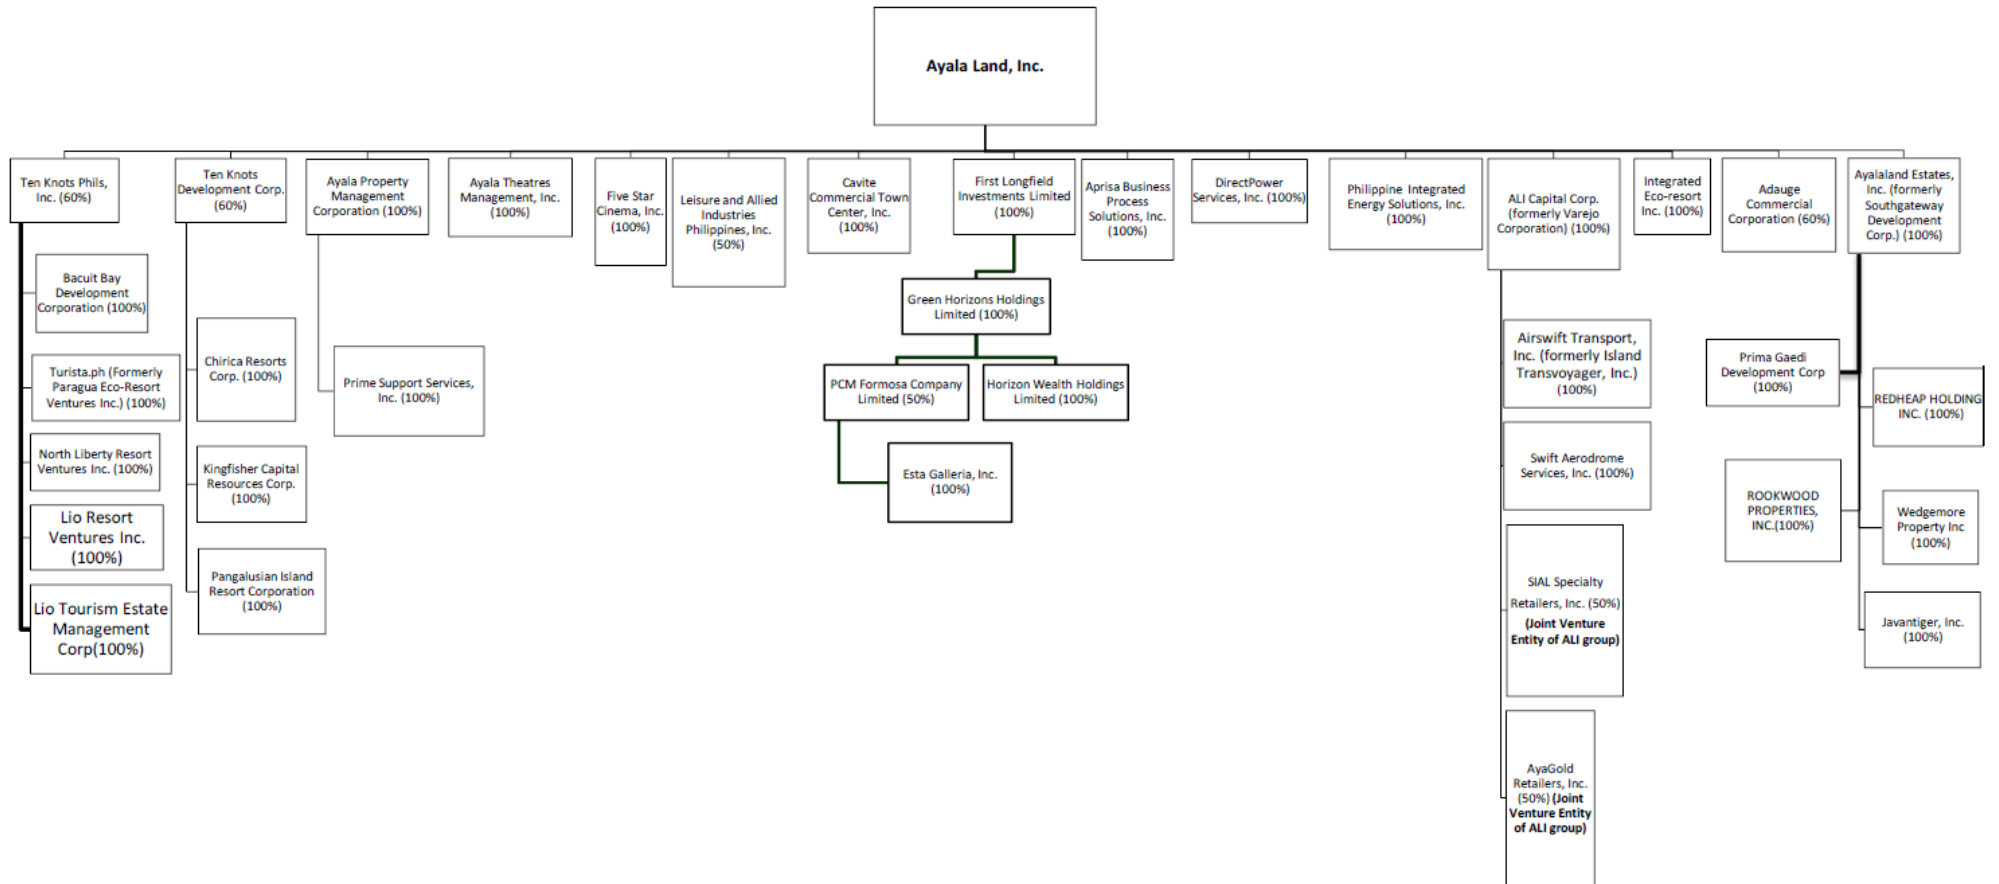 Ayala Land, Inc.
Ten Knots Phils,
Inc. (60%)
Ten Knots
Development Corp.
(60%)
Ayala Property
Management
Corporation (100%)
Ayala Theatres
Management, Inc.
(100%)
Five Star
Cinema, Inc.
(100%)
Leisure and Allied
Industries
Philippines, Inc.
(50%)
Cavite
Commercial Town
Center, Inc.
(100%)
First Longfield
Investments Limited
(100%)
Aprisa Business
Process
Solutions, Inc.
(100%)
DirectPower
Services, Inc. (100%)
Philippine Integrated
Energy Solutions, Inc.
(100%)
ALI Capital Corp.
(formerly Varejo
Corporation) (100%)
Integrated
Eco-resort
Inc. (100%)
Adauge
Commercial
Corporation (60%)
Ayalaland Estates,
Inc. (formerly
Southgateway
Development
Corp.) (100%)
Bacuit Bay
Development
Corporation (100%)
Turista.ph (Formerly
Paragua Eco-Resort
Ventures Inc.) (100%)
North Liberty Resort
Ventures Inc. (100%)
Lio Resort
Ventures Inc.
(100%)
Lio Tourism Estate
Management
Corp(100%)
Chirica Resorts
Corp. (100%)
Kingfisher Capital
Resources Corp.
(100%)
Pangalusian Island
Resort Corporation
(100%)
Prime Support Services,
Inc. (100%)
Green Horizons Holdings
Limited (100%)
PCM Formosa Company
Limited (50%)
Horizon Wealth Holdings
Limited (100%)
Esta Galleria, Inc.
(100%)
Airswift Transport,
Inc. (formerly Island
Transvoyager, Inc.)
(100%)
Swift Aerodrome
Services, Inc. (100%)
SIAL Specialty
Retailers, Inc. (50%)
(Joint Venture
Entity of ALI group)
AyaGold
Retailers, Inc.
(50%) (Joint
Venture Entity
of ALI group)
Prima Gaedi
Development Corp
(100%)
REDHEAP HOLDING
INC. (100%)
ROOKWOOD
PROPERTIES,
INC.(100%)
Wedgemore
Property Inc
(100%)
Javantiger, Inc.
(100%)